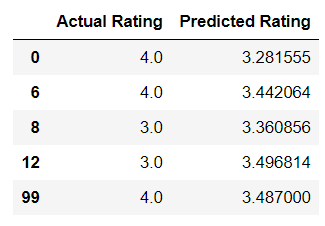 Actual Rating Predicted Rating
0 4.0 3.281555
6 4.0 3.442064
8 3.0 3.360856
12 3.0 3.496814
99 4.0 3.487000